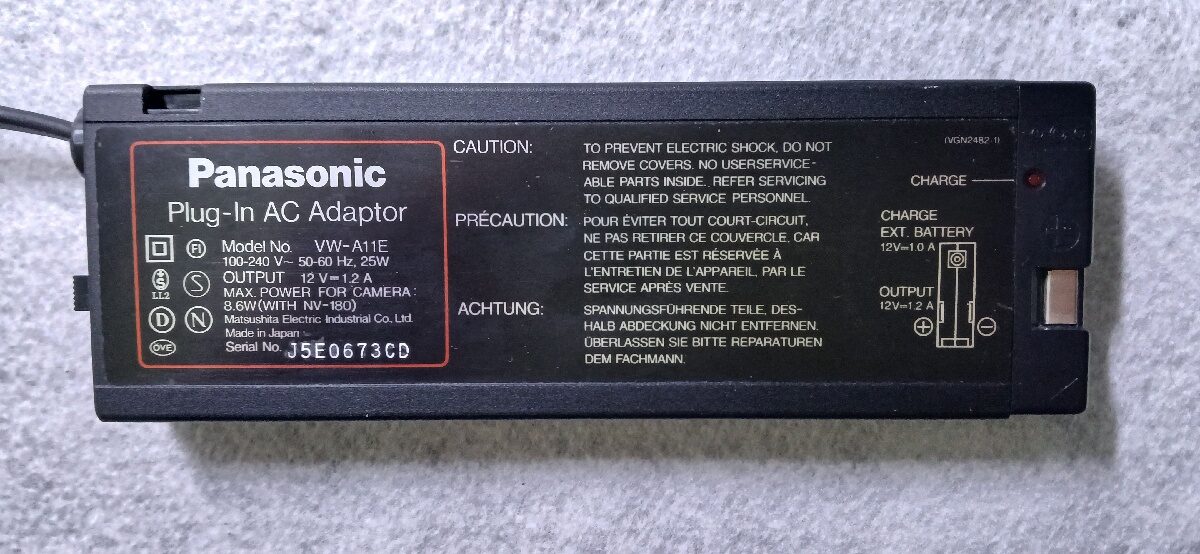 Panasonic
Plug-In AC Adaptor
Model No. VW-A11E
100-240 V~ 50-60 Hz, 25W
OUTPUT 12 V⎓1.2 A
MAX. POWER FOR CAMERA:
8.6W(WITH NV-180)
Matsushita Electric Industrial Co., Ltd.
Made in Japan
Serial No. J5E0673CD
FI
S
LL2
S
D
N
ÖVE
CAUTION: TO PREVENT ELECTRIC SHOCK, DO NOT
REMOVE COVERS. NO USERSERVICE-
ABLE PARTS INSIDE. REFER SERVICING
TO QUALIFIED SERVICE PERSONNEL.
PRÉCAUTION: POUR ÉVITER TOUT COURT-CIRCUIT,
NE PAS RETIRER CE COUVERCLE. CAR
CETTE PARTIE EST RÉSERVÉE À
L'ENTRETIEN DE L'APPAREIL, PAR LE
SERVICE APRÈS VENTE.
ACHTUNG: SPANNUNGSFÜHRENDE TEILE, DES-
HALB ABDECKUNG NICHT ENTFERNEN.
ÜBERLASSEN SIE BITTE REPARATUREN
DEM FACHMANN.
(VGN2482-1)
CHARGE
CHARGE
EXT. BATTERY
12V⎓1.0 A
OUTPUT
12V⎓1.2 A
+ −